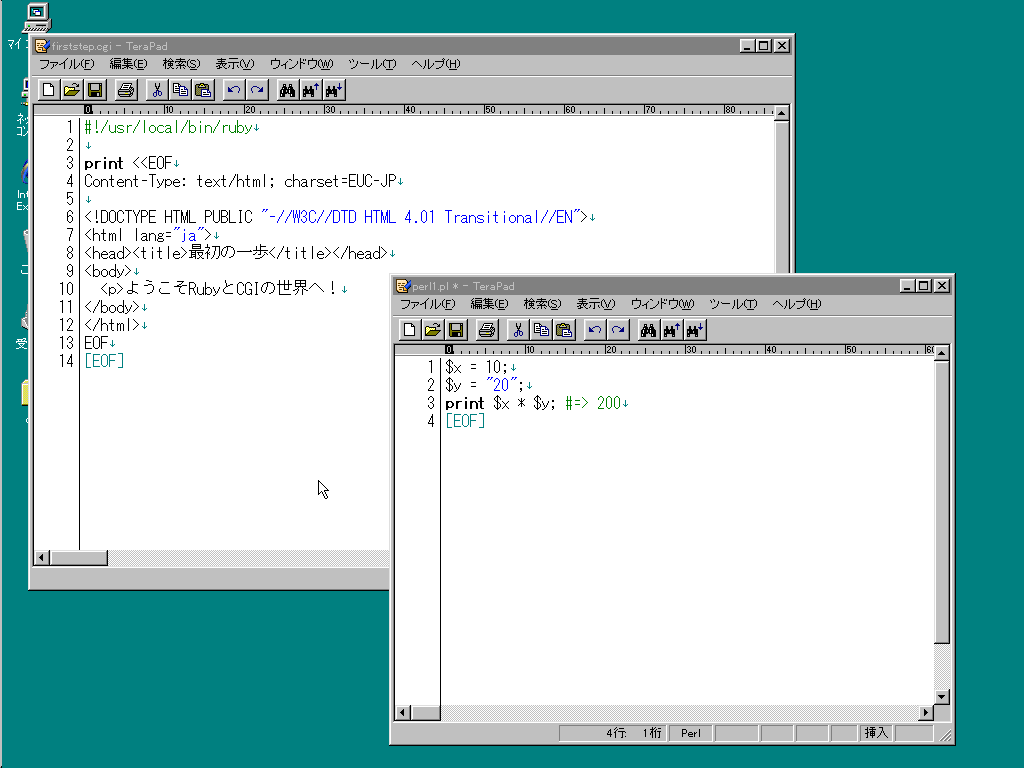 マイ コ
firststep.cgi - TeraPad
ファイル(F) 編集(E) 検索(S) 表示(V) ウィンドウ(W) ツール(T) ヘルプ(H)
0 10 20 30 40 50 60 70 80
1 #!/usr/local/bin/ruby↓
2 ↓
3 print <<EOF↓
4 Content-Type: text/html; charset=EUC-JP↓
5 ↓
6 <!DOCTYPE HTML PUBLIC "-//W3C//DTD HTML 4.01 Transitional//EN">↓
7 <html lang="ja">↓
8 <head><title>最初の一歩</title></head>↓
9 <body>↓
10 <p>ようこそRubyとCGIの世界へ！↓
11 </body>↓
12 </html>↓
13 EOF↓
14 [EOF]
perl1.pl * - TeraPad
ファイル(F) 編集(E) 検索(S) 表示(V) ウィンドウ(W) ツール(T) ヘルプ(H)
0 10 20 30 40 50 60
1 $x = 10;↓
2 $y = "20";↓
3 print $x * $y; #=> 200↓
4 [EOF]
4行: 1桁 Perl 挿入